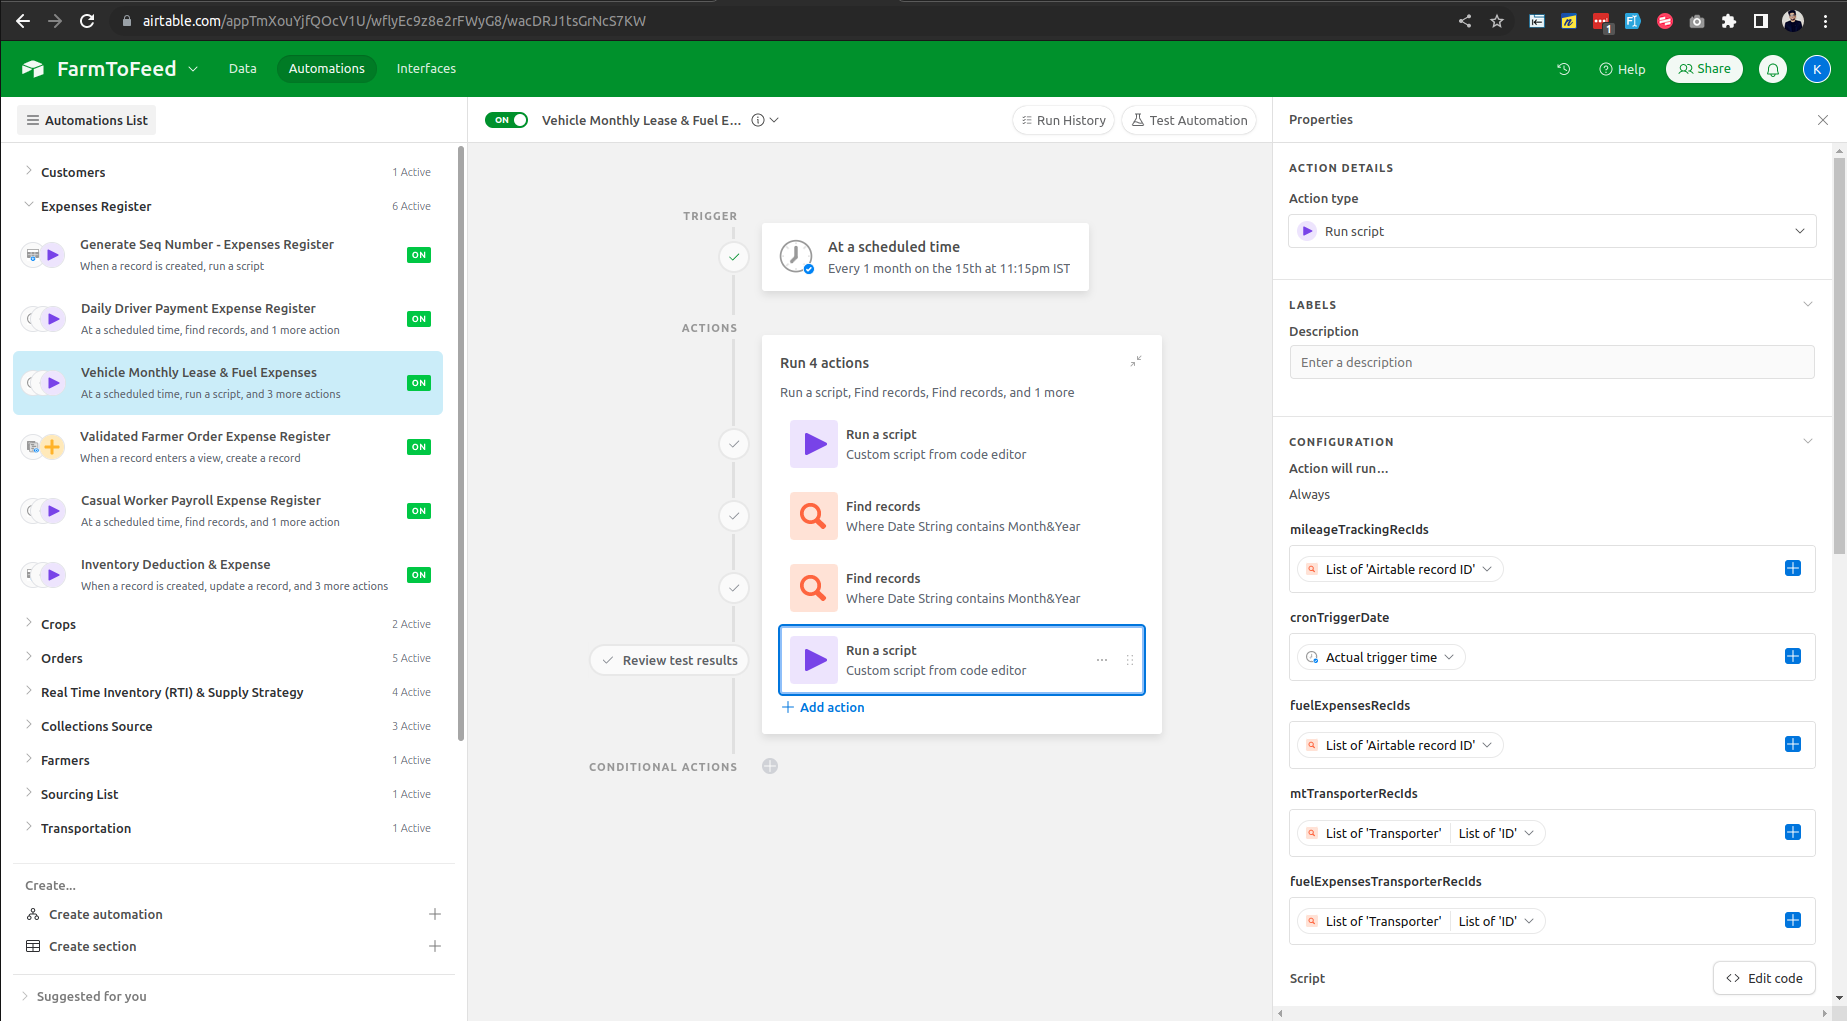 airtable.com/appTmXouYjfQOcV1U/wflyEc9z8e2rFWyG8/wacDRJ1tsGrNcS7KW
1
FarmToFeed
Data
Automations
Interfaces
Help
Share
K
Automations List
Customers
1 Active
Expenses Register
6 Active
Generate Seq Number - Expenses Register
When a record is created, run a script
ON
Daily Driver Payment Expense Register
At a scheduled time, find records, and 1 more action
ON
Vehicle Monthly Lease & Fuel Expenses
At a scheduled time, run a script, and 3 more actions
ON
Validated Farmer Order Expense Register
When a record enters a view, create a record
ON
Casual Worker Payroll Expense Register
At a scheduled time, find records, and 1 more action
ON
Inventory Deduction & Expense
When a record is created, update a record, and 3 more actions
ON
Crops
2 Active
Orders
5 Active
Real Time Inventory (RTI) & Supply Strategy
4 Active
Collections Source
3 Active
Farmers
1 Active
Sourcing List
1 Active
Transportation
1 Active
Create...
Create automation
Create section
Suggested for you
ON
Vehicle Monthly Lease & Fuel E...
Run History
Test Automation
TRIGGER
At a scheduled time
Every 1 month on the 15th at 11:15pm IST
ACTIONS
Run 4 actions
Run a script, Find records, Find records, and 1 more
Run a script
Custom script from code editor
Find records
Where Date String contains Month&Year
Find records
Where Date String contains Month&Year
Review test results
Run a script
Custom script from code editor
Add action
CONDITIONAL ACTIONS
Properties
ACTION DETAILS
Action type
Run script
LABELS
Description
Enter a description
CONFIGURATION
Action will run...
Always
mileageTrackingRecIds
List of 'Airtable record ID'
cronTriggerDate
Actual trigger time
fuelExpensesRecIds
List of 'Airtable record ID'
mtTransporterRecIds
List of 'Transporter' List of 'ID'
fuelExpensesTransporterRecIds
List of 'Transporter' List of 'ID'
Script
Edit code